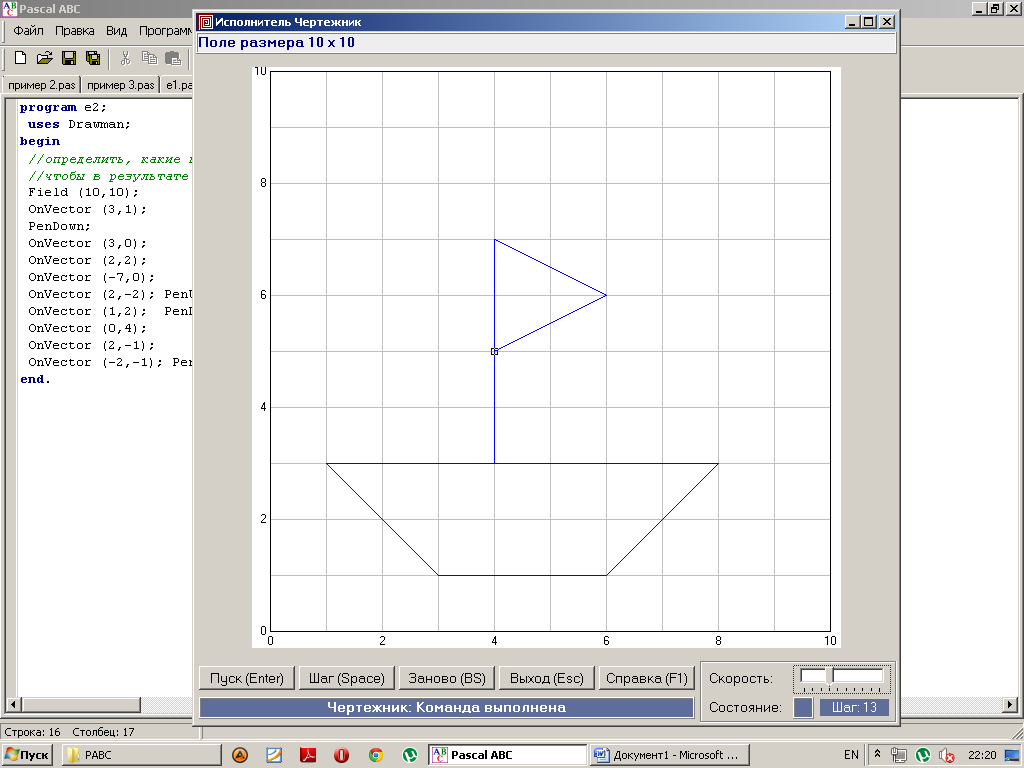 Pascal ABC
Файл Правка Вид Програм
пример 2.pas пример 3.pas e1.pa
program e2;
uses Drawman;
begin
//определить, какие
//чтобы в результате
Field (10,10);
OnVector (3,1);
PenDown;
OnVector (3,0);
OnVector (2,2);
OnVector (-7,0);
OnVector (2,-2); Pen
OnVector (1,2); Pen
OnVector (0,4);
OnVector (2,-1);
OnVector (-2,-1); Pen
end.
Исполнитель Чертежник
Поле размера 10 x 10
10
8
6
4
2
0
0 2 4 6 8 10
Пуск (Enter) Шаг (Space) Заново (BS) Выход (Esc) Справка (F1)
Чертежник: Команда выполнена
Скорость:
Состояние: Шаг: 13
Строка: 16 Столбец: 17
Пуск PABC Pascal ABC Документ1 - Microsoft ... EN 22:20